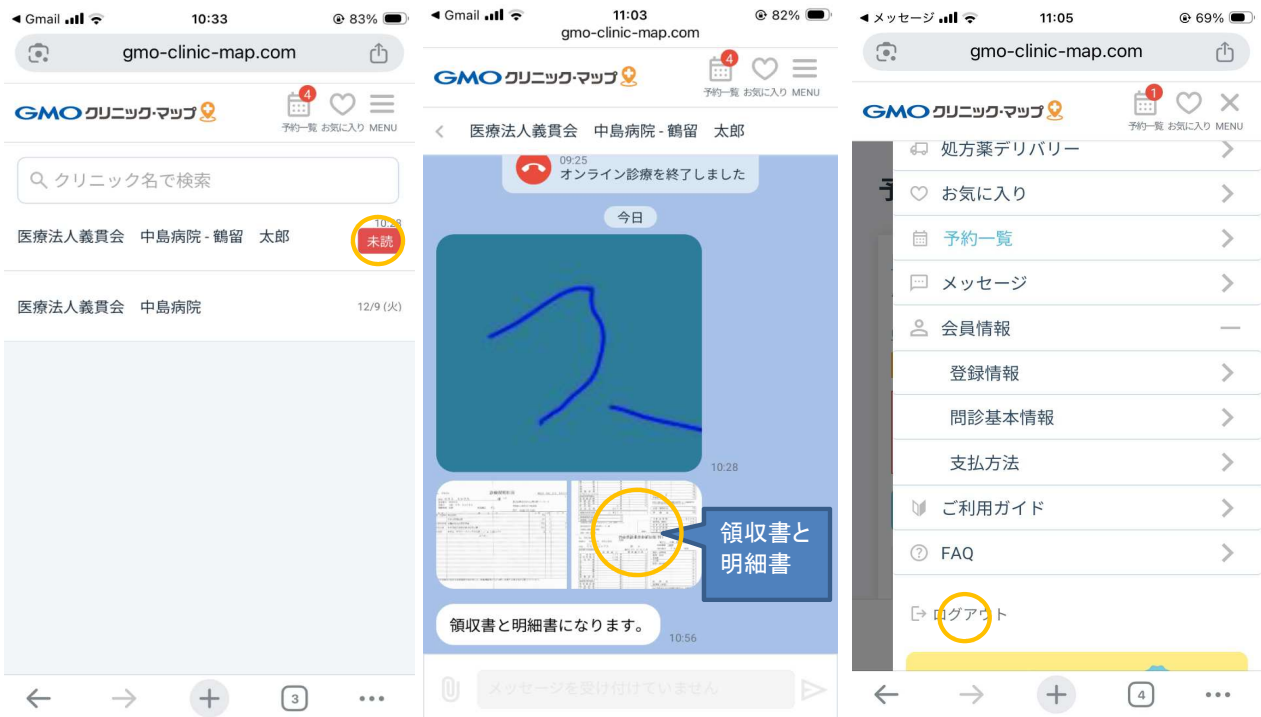 ◀ Gmail
10:33
83%
gmo-clinic-map.com
GMO クリニック・マップ
4
予約一覧 お気に入り MENU
クリニック名で検索
10:28
医療法人義貫会 中島病院 - 鶴留 太郎
未読
医療法人義貫会 中島病院
12/9 (火)
3
◀ Gmail
11:03
82%
gmo-clinic-map.com
GMO クリニック・マップ
4
予約一覧 お気に入り MENU
医療法人義貫会 中島病院 - 鶴留 太郎
09:25
オンライン診療を終了しました
今日
10:28
領収書と
明細書
領収書と明細書になります。
10:56
メッセージを受け付けていません
◀ メッセージ
11:05
69%
gmo-clinic-map.com
GMO クリニック・マップ
1
予約一覧 お気に入り MENU
処方薬デリバリー
予
お気に入り
予約一覧
メッセージ
会員情報
登録情報
問診基本情報
支払方法
ご利用ガイド
FAQ
ログアウト
4